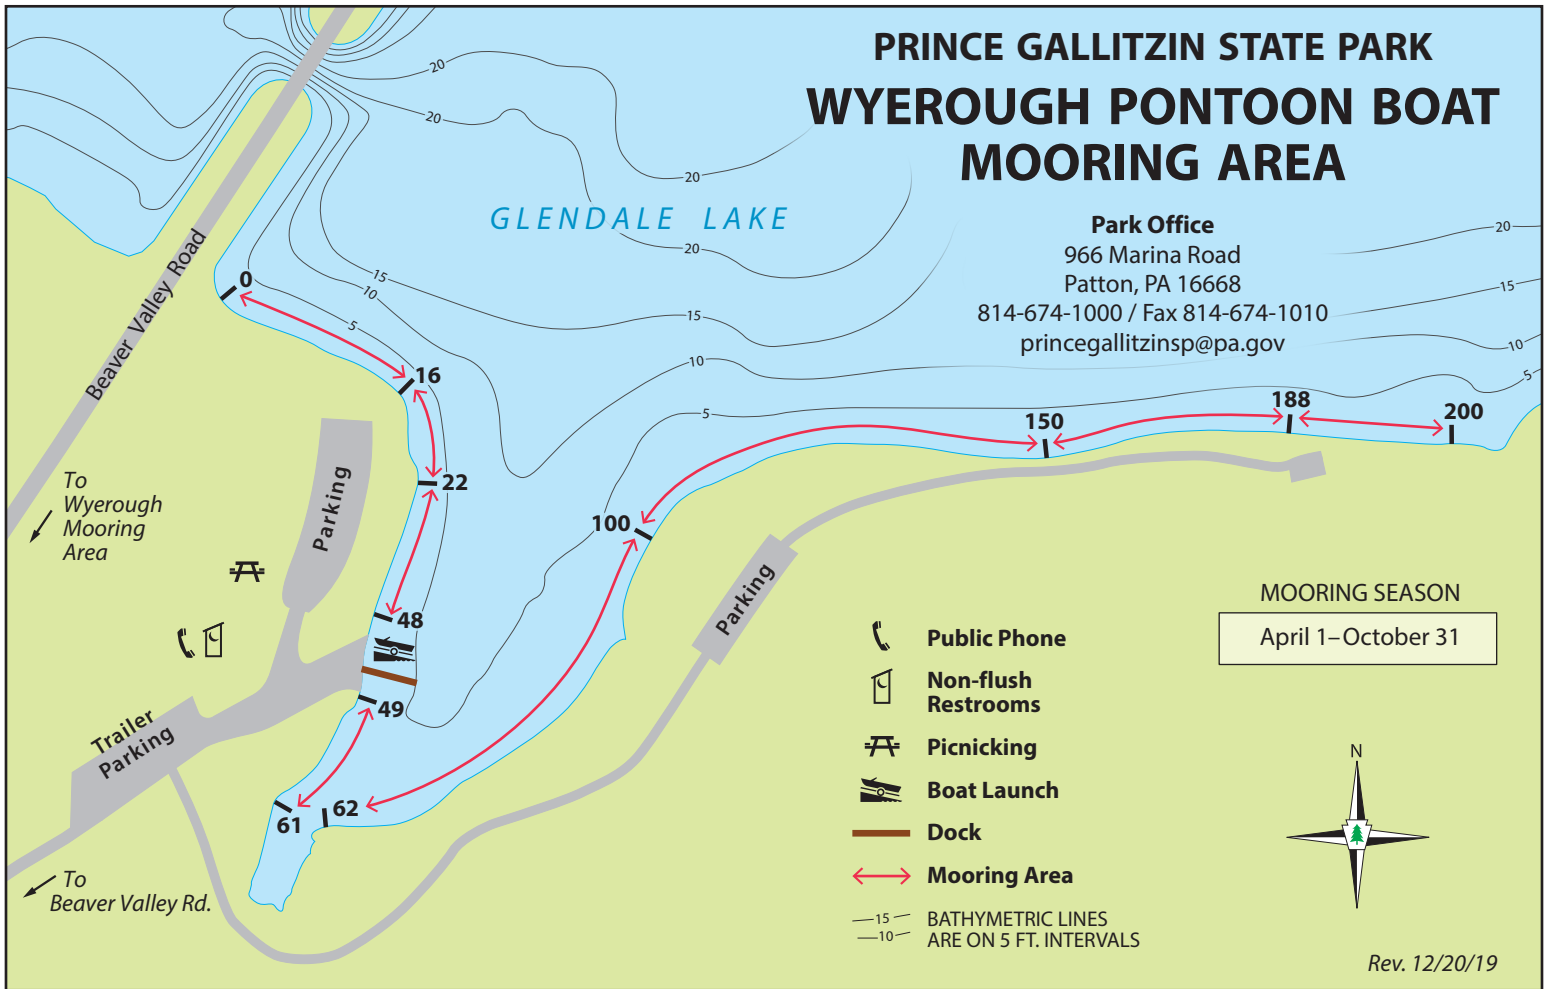 PRINCE GALLITZIN STATE PARK
WYEROUGH PONTOON BOAT
MOORING AREA
Park Office
966 Marina Road
Patton, PA 16668
814-674-1000 / Fax 814-674-1010
princegallitzinsp@pa.gov
GLENDALE LAKE
20
20
20
20
20
15
15
15
10
10
10
5
5
5
Beaver Valley Road
0
16
22
48
49
61
62
100
150
188
200
To
Wyerough
Mooring
Area
Parking
Parking
Trailer
Parking
To
Beaver Valley Rd.
MOORING SEASON
April 1–October 31
Public Phone
Non-flush
Restrooms
Picnicking
Boat Launch
Dock
Mooring Area
15
10
BATHYMETRIC LINES
ARE ON 5 FT. INTERVALS
N
Rev. 12/20/19